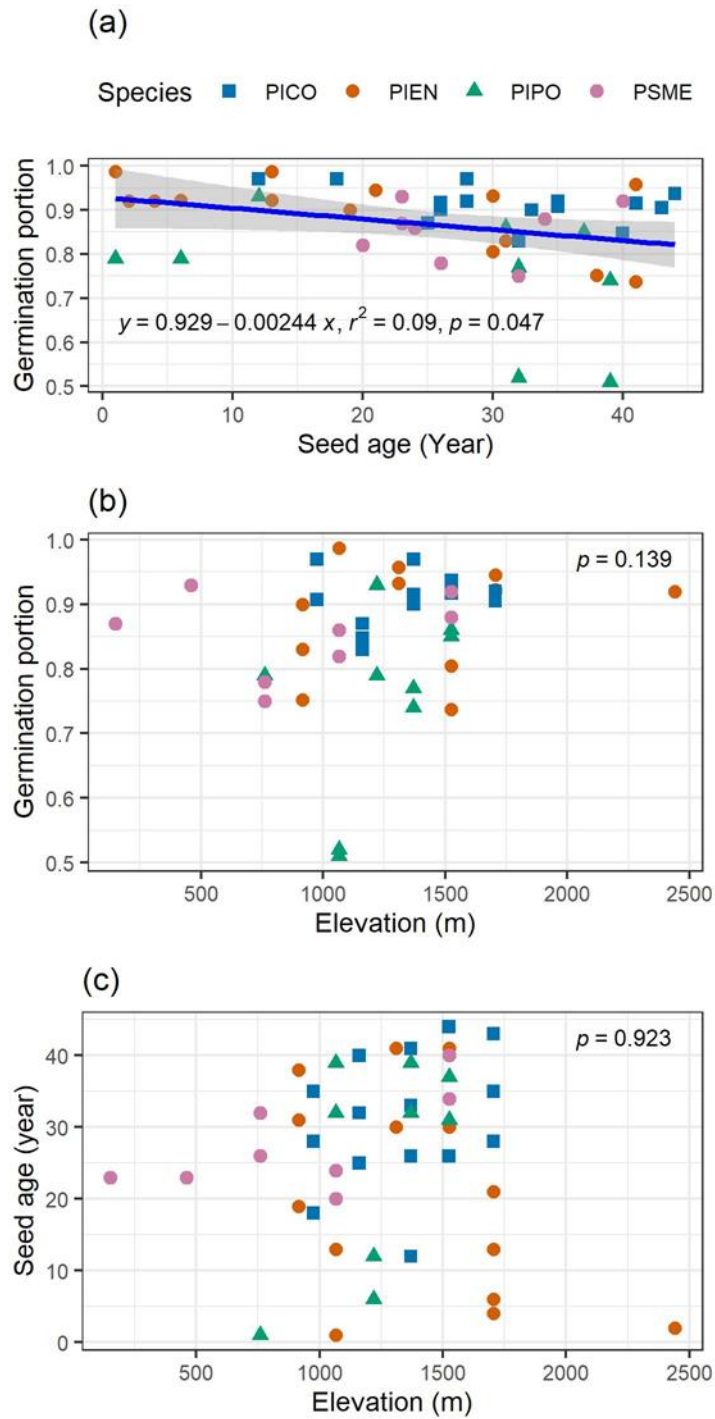 (a)
Species PICO PIEN PIPO PSME
1.0
0.9
0.8
0.7
0.6
0.5
Germination portion
y = 0.929 – 0.00244 x, r² = 0.09, p = 0.047
0 10 20 30 40
Seed age (Year)
(b)
1.0
0.9
0.8
0.7
0.6
0.5
Germination portion
p = 0.139
500 1000 1500 2000 2500
Elevation (m)
(c)
40
30
20
10
0
Seed age (year)
p = 0.923
500 1000 1500 2000 2500
Elevation (m)